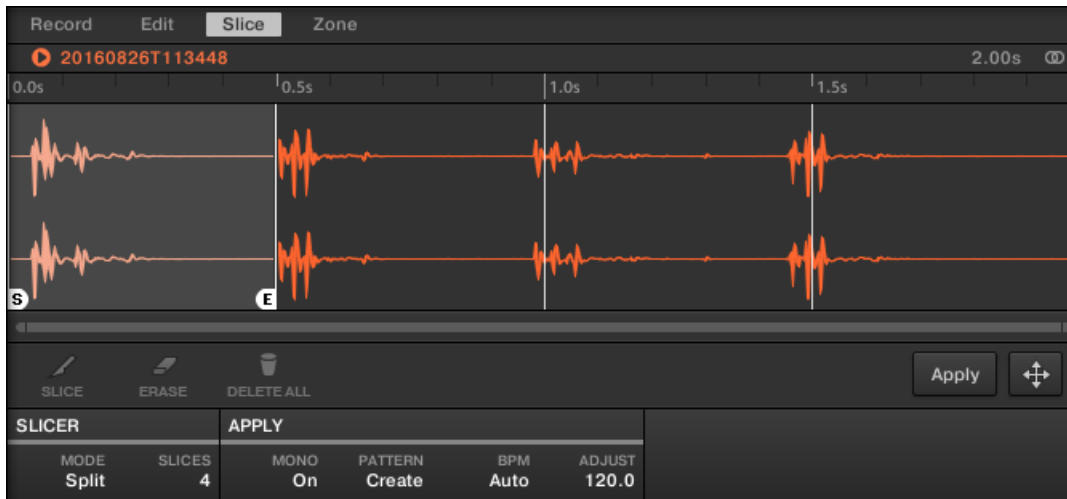 Record Edit Slice Zone
20160826T113448 2.00s
0.0s 0.5s 1.0s 1.5s
S E
SLICE ERASE DELETE ALL Apply
SLICER APPLY
MODE SLICES MONO PATTERN BPM ADJUST
Split 4 On Create Auto 120.0